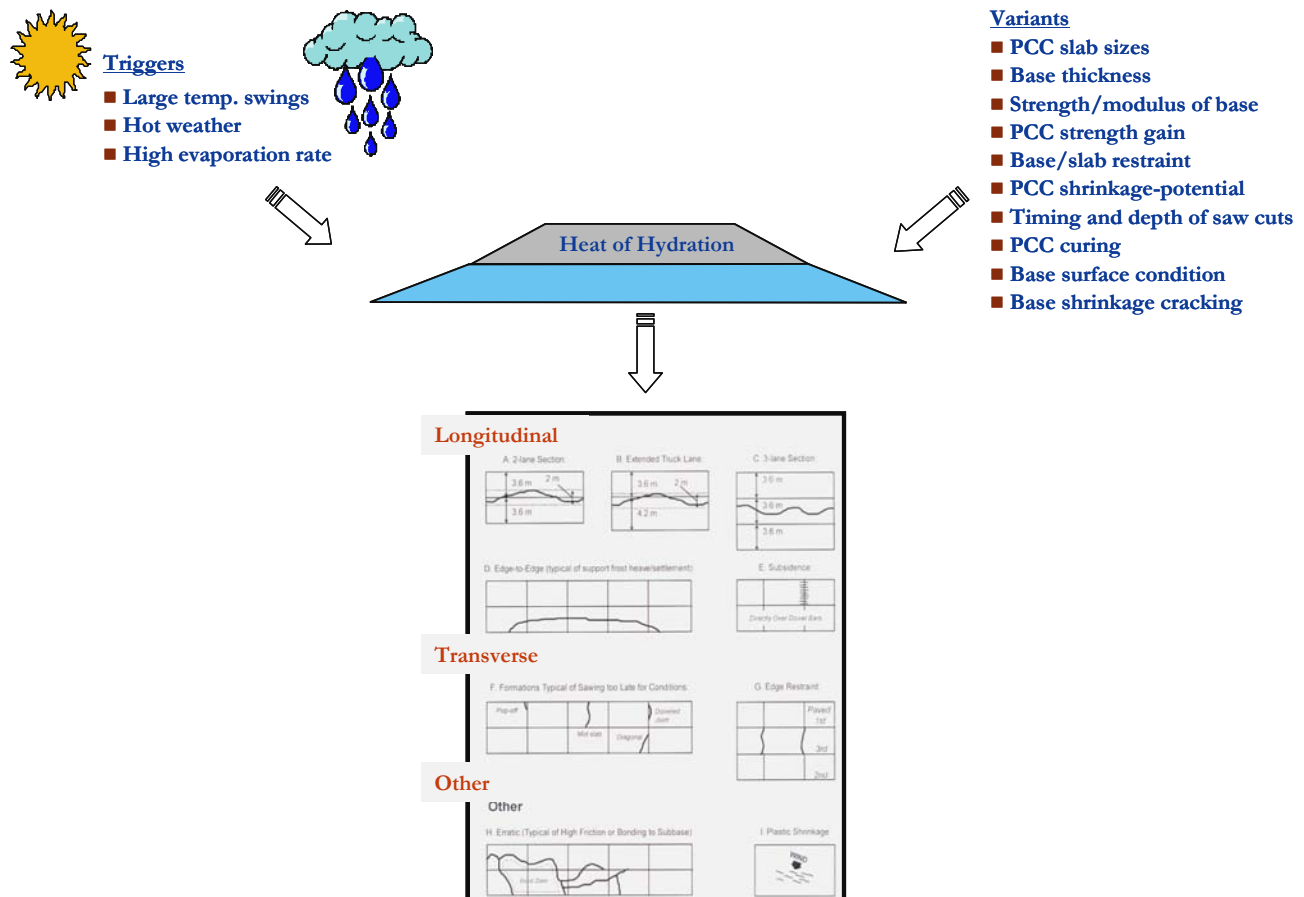 Triggers
Large temp. swings
Hot weather
High evaporation rate
Variants
PCC slab sizes
Base thickness
Strength/modulus of base
PCC strength gain
Base/slab restraint
PCC shrinkage-potential
Timing and depth of saw cuts
PCC curing
Base surface condition
Base shrinkage cracking
Heat of Hydration
Longitudinal
A. 2-lane Section:
B. Extended Truck Lane:
C. 3-lane Section:
3.6 m
2 m
3.6 m
3.6 m
2 m
4.2 m
3.6 m
3.6 m
3.6 m
D. Edge-to-Edge (typical of support frost heave/settlement)
E. Subsidence:
Directly Over Dowel Bars
Transverse
F. Formations Typical of Sawing too Late for Conditions:
G. Edge Restraint:
Pop-off
Mid slab
Diagonal
Doweled
Joint
Paved
1st
3rd
2nd
Other
Other
H. Erratic (Typical of High Friction or Bonding to Subbase)
I. Plastic Shrinkage
WIND